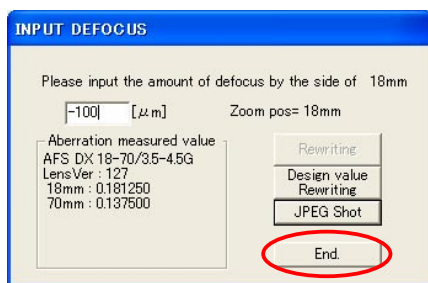 INPUT DEFOCUS
Please input the amount of defocus by the side of 18mm
-100 [μm] Zoom pos= 18mm
Aberration measured value
AFS DX 18-70/3.5-4.5G
LensVer : 127
18mm : 0.181250
70mm : 0.137500
Rewriting
Design value
Rewriting
JPEG Shot
End.